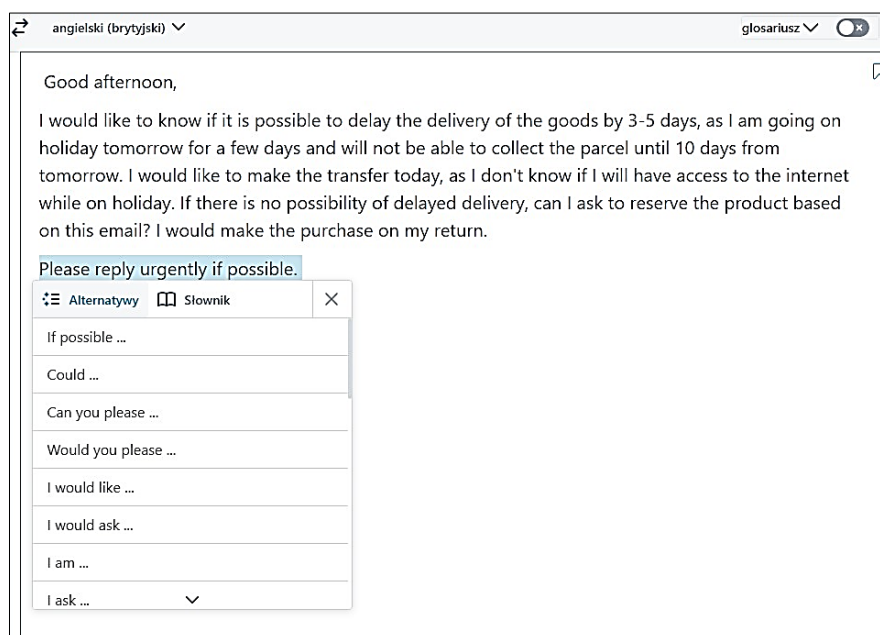 angielski (brytyjski)
glosariusz
Good afternoon,
I would like to know if it is possible to delay the delivery of the goods by 3-5 days, as I am going on
holiday tomorrow for a few days and will not be able to collect the parcel until 10 days from
tomorrow. I would like to make the transfer today, as I don't know if I will have access to the internet
while on holiday. If there is no possibility of delayed delivery, can I ask to reserve the product based
on this email? I would make the purchase on my return.
Please reply urgently if possible.
Alternatywy Słownik
If possible ...
Could ...
Can you please ...
Would you please ...
I would like ...
I would ask ...
I am ...
I ask ...